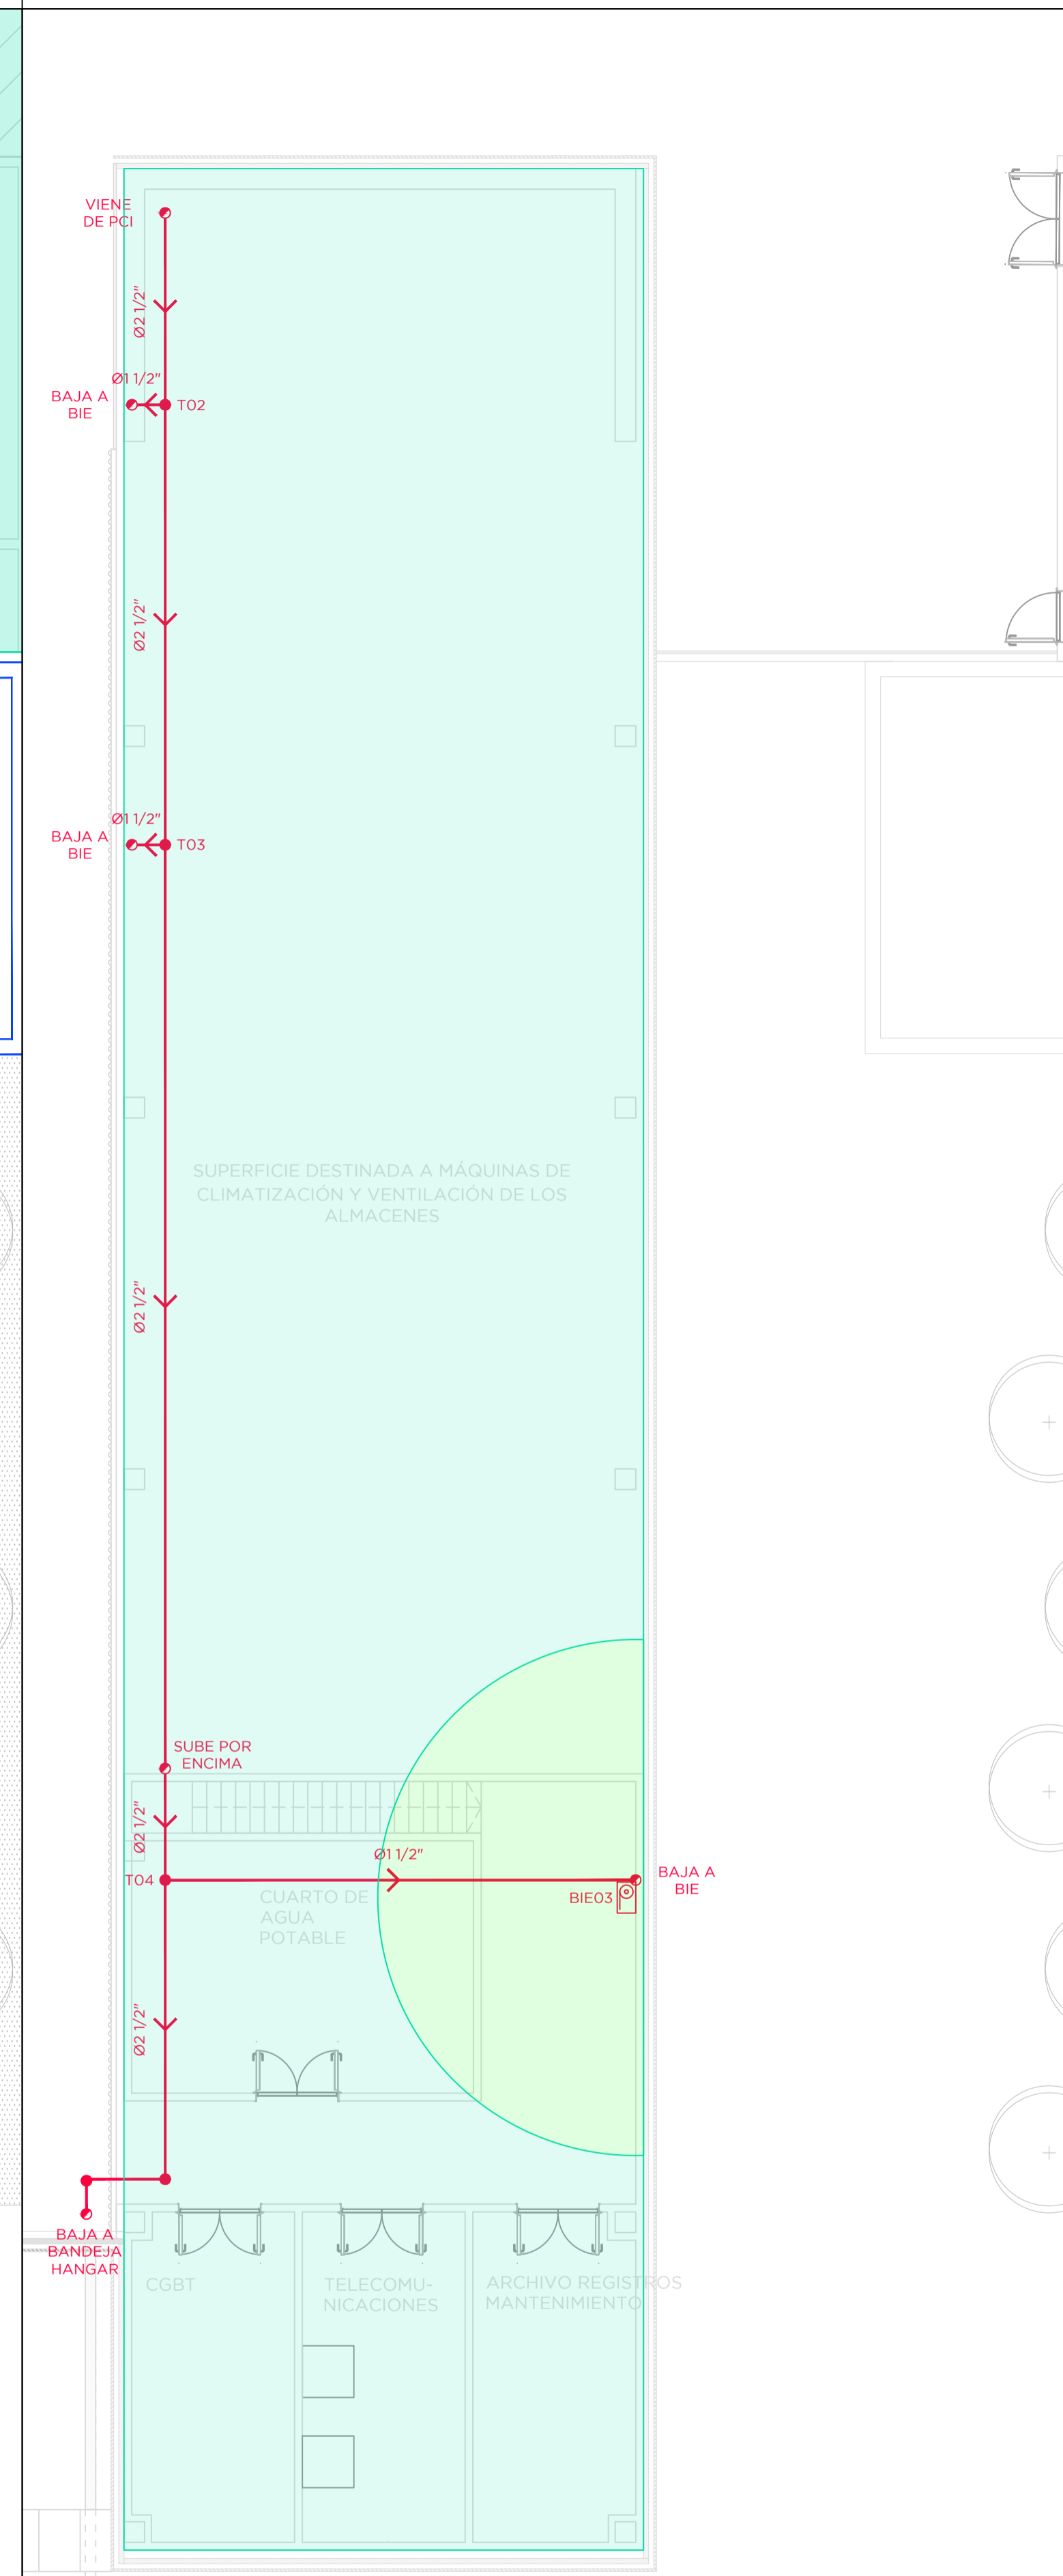 VIENE
DE PCI
Ø2 1/2"
Ø1 1/2"
BAJA A
BIE
T02
Ø2 1/2"
Ø1 1/2"
BAJA A
BIE
T03
SUPERFICIE DESTINADA A MÁQUINAS DE
CLIMATIZACIÓN Y VENTILACIÓN DE LOS
ALMACENES
Ø2 1/2"
SUBE POR
ENCIMA
Ø2 1/2"
Ø1 1/2"
T04
BAJA A
BIE
BIE03
CUARTO DE
AGUA
POTABLE
Ø2 1/2"
BAJA A
BANDEJA
HANGAR
CGBT
TELECOMU-
NICACIONES
ARCHIVO REGISTROS
MANTENIMIENTO